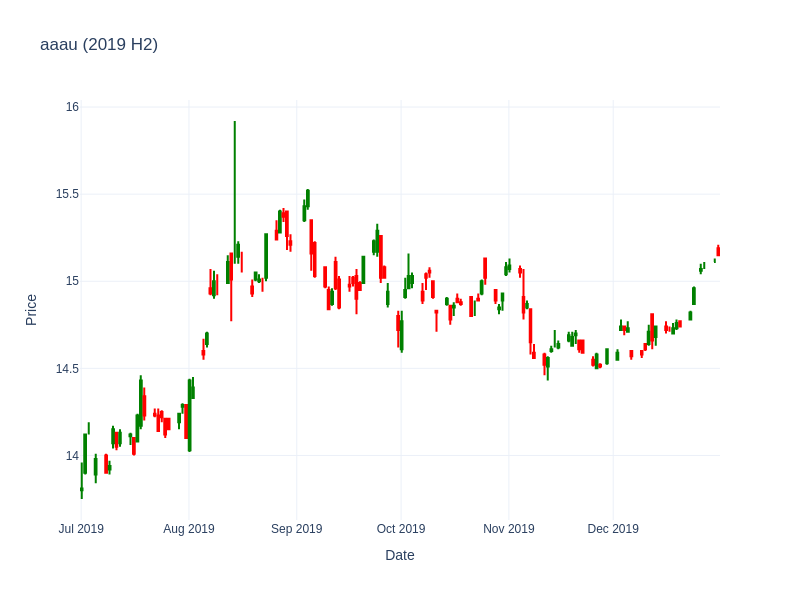 aaau (2019 H2)
16
15.5
15
14.5
14
Price
Jul 2019
Aug 2019
Sep 2019
Oct 2019
Nov 2019
Dec 2019
Date